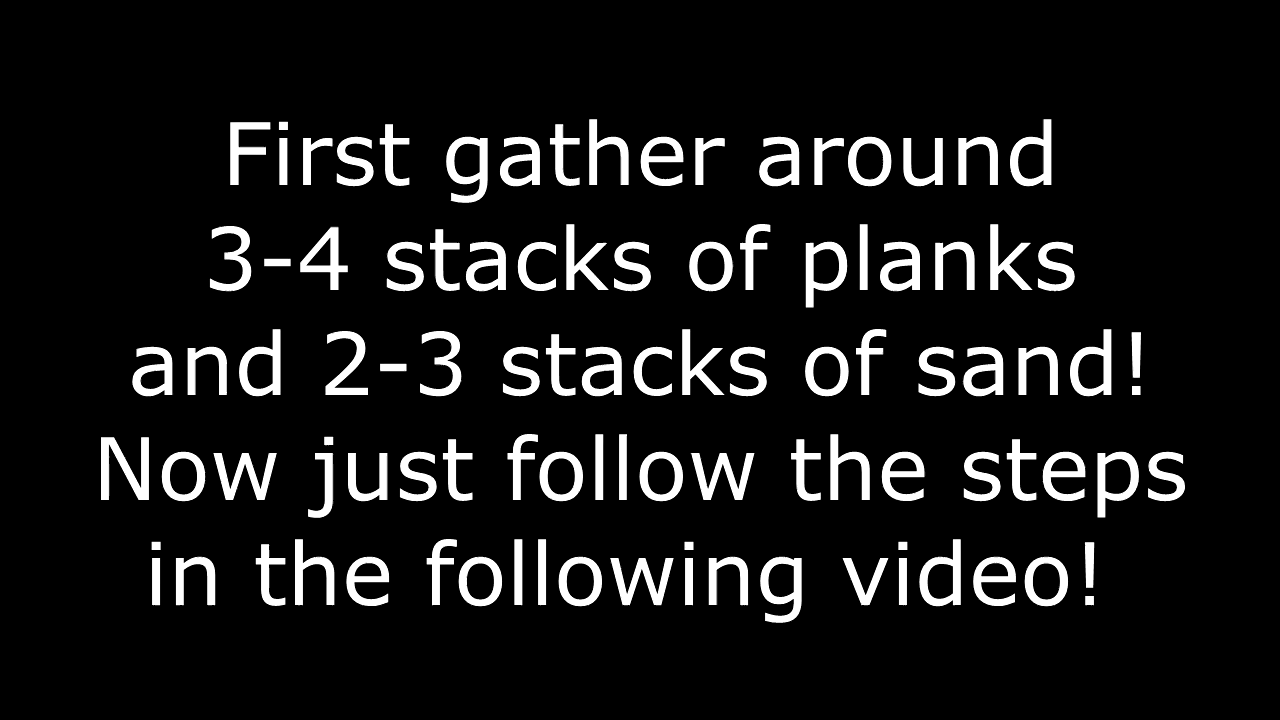 First gather around
3-4 stacks of planks
and 2-3 stacks of sand!
Now just follow the steps
in the following video!